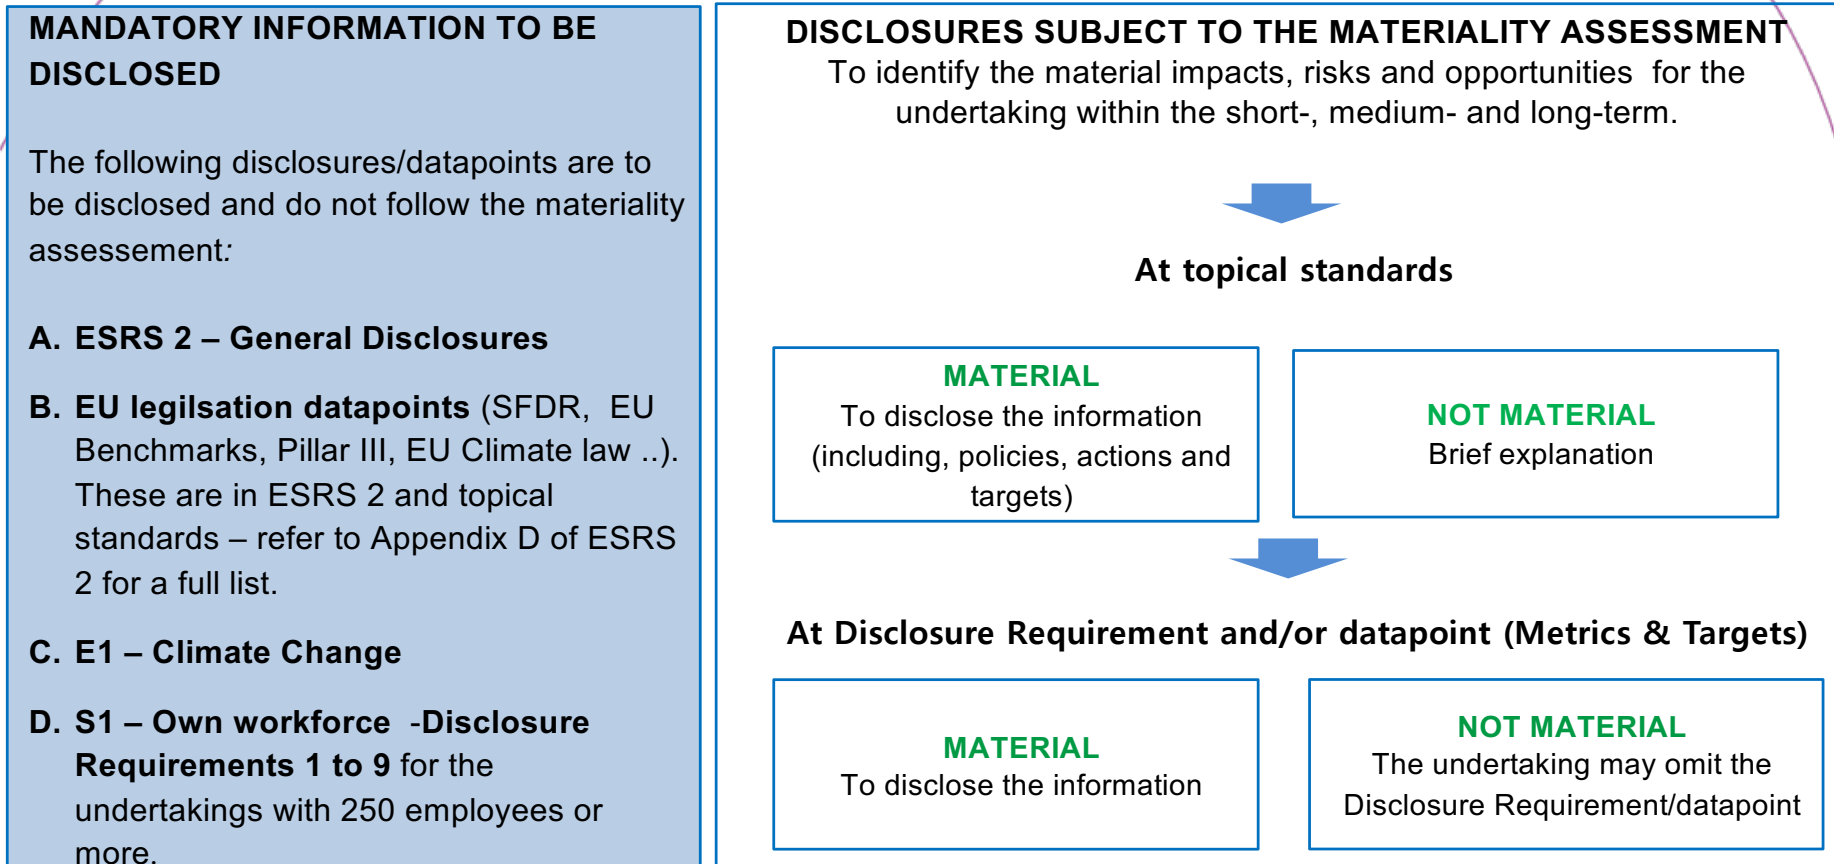 MANDATORY INFORMATION TO BE
DISCLOSED
The following disclosures/datapoints are to
be disclosed and do not follow the materiality
assessement:
A. ESRS 2 – General Disclosures
B. EU legilsation datapoints (SFDR, EU
Benchmarks, Pillar III, EU Climate law ..).
These are in ESRS 2 and topical
standards – refer to Appendix D of ESRS
2 for a full list.
C. E1 – Climate Change
D. S1 – Own workforce -Disclosure
Requirements 1 to 9 for the
undertakings with 250 employees or
more.
DISCLOSURES SUBJECT TO THE MATERIALITY ASSESSMENT
To identify the material impacts, risks and opportunities for the
undertaking within the short-, medium- and long-term.
At topical standards
MATERIAL
To disclose the information
(including, policies, actions and
targets)
NOT MATERIAL
Brief explanation
At Disclosure Requirement and/or datapoint (Metrics & Targets)
MATERIAL
To disclose the information
NOT MATERIAL
The undertaking may omit the
Disclosure Requirement/datapoint